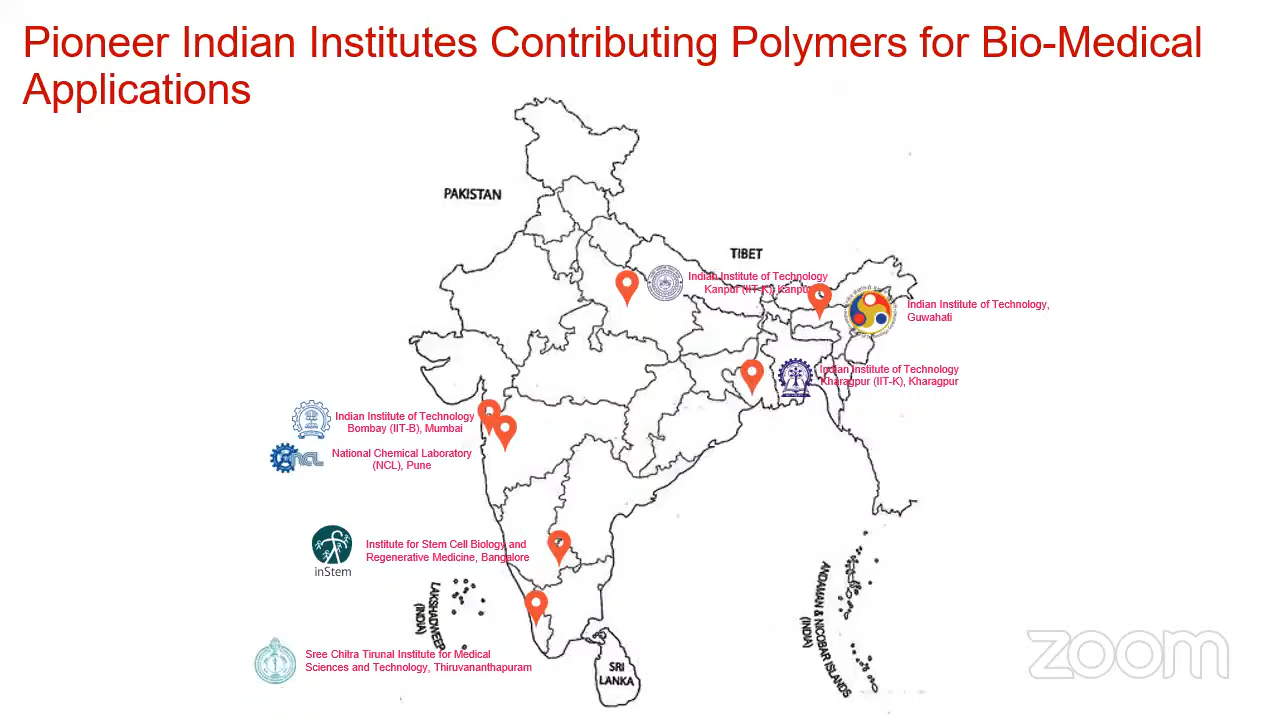 Pioneer Indian Institutes Contributing Polymers for Bio-Medical
Applications
PAKISTAN
TIBET
Indian Institute of Technology
Kanpur (IIT-K), Kanpur
Indian Institute of Technology,
Guwahati
Indian Institute of Technology
Kharagpur (IIT-K), Kharagpur
Indian Institute of Technology
Bombay (IIT-B), Mumbai
NCL
National Chemical Laboratory
(NCL), Pune
Institute for Stem Cell Biology and
Regenerative Medicine, Bangalore
inStem
LAKSHADWEEP
(INDIA)
ANDAMAN & NICOBAR ISLANDS
(INDIA)
Sree Chitra Tirunal Institute for Medical
Sciences and Technology, Thiruvananthapuram
SRI
LANKA
zoom